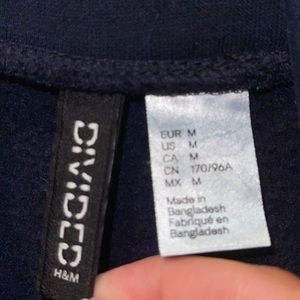 DIVIDED
H&M
EUR M
US M
CA M
CN 170/96A
MX M
Made in
Bangladesh
Fabriqué en
Bangladesh